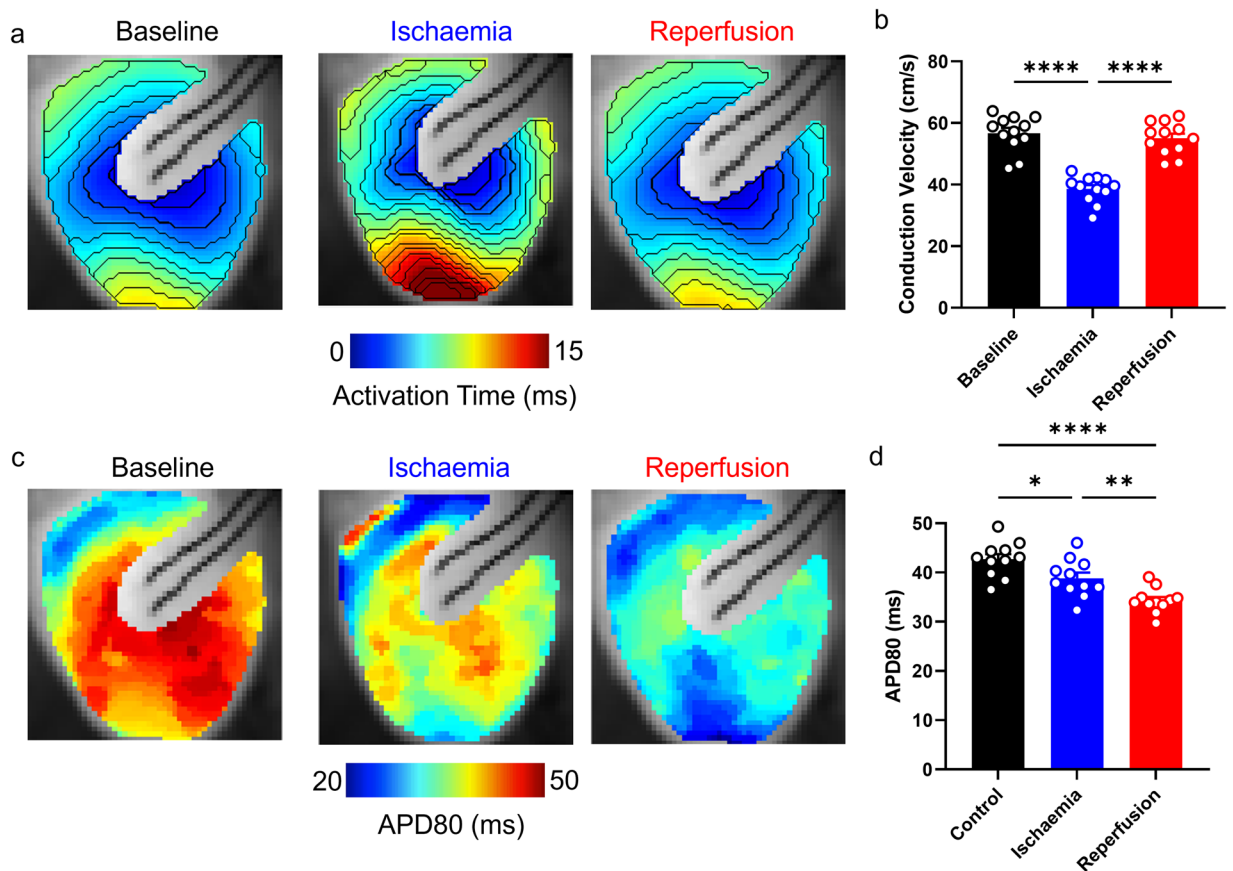 a
Baseline
Ischaemia
Reperfusion
0
15
Activation Time (ms)
b
Conduction Velocity (cm/s)
80
60
40
20
0
****
****
Baseline
Ischaemia
Reperfusion
c
Baseline
Ischaemia
Reperfusion
20
50
APD80 (ms)
d
APD80 (ms)
50
40
30
20
10
0
****
*
**
Control
Ischaemia
Reperfusion